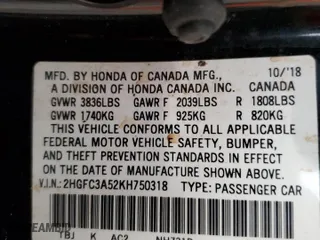 MFD. BY HONDA OF CANADA MFG., 10/'18
A DIVISION OF HONDA CANADA INC. CANADA
GVWR 3836LBS GAWR F 2039LBS R 1808LBS
GVWR 1740KG GAWR F 925KG R 820KG
THIS VEHICLE CONFORMS TO ALL APPLICABLE
FEDERAL MOTOR VEHICLE SAFETY, BUMPER,
AND THEFT PREVENTION STANDARDS IN EFFECT
ON THE DATE OF MANUFACTURE SHOWN ABOVE.
V.I.N: 2HGFC3A52KH750318 TYPE: PASSENGER CAR
TBJ K AC2